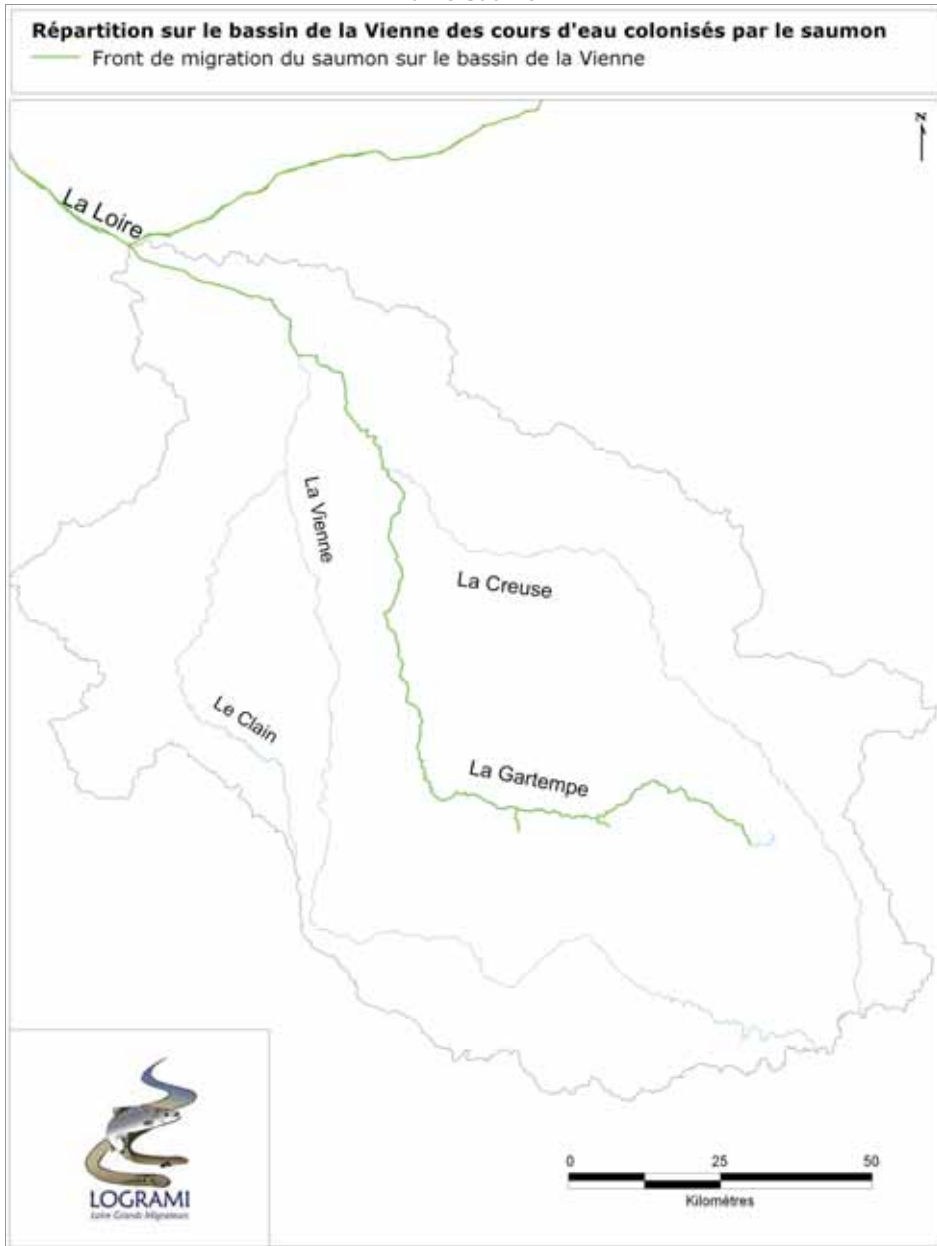 Répartition sur le bassin de la Vienne des cours d'eau colonisés par le saumon
Front de migration du saumon sur le bassin de la Vienne
z
La Loire
La Vienne
La Creuse
Le Clain
La Gartempe
0 25 50
Kilomètres
LOGRAMI
Loire Grands Migrateurs